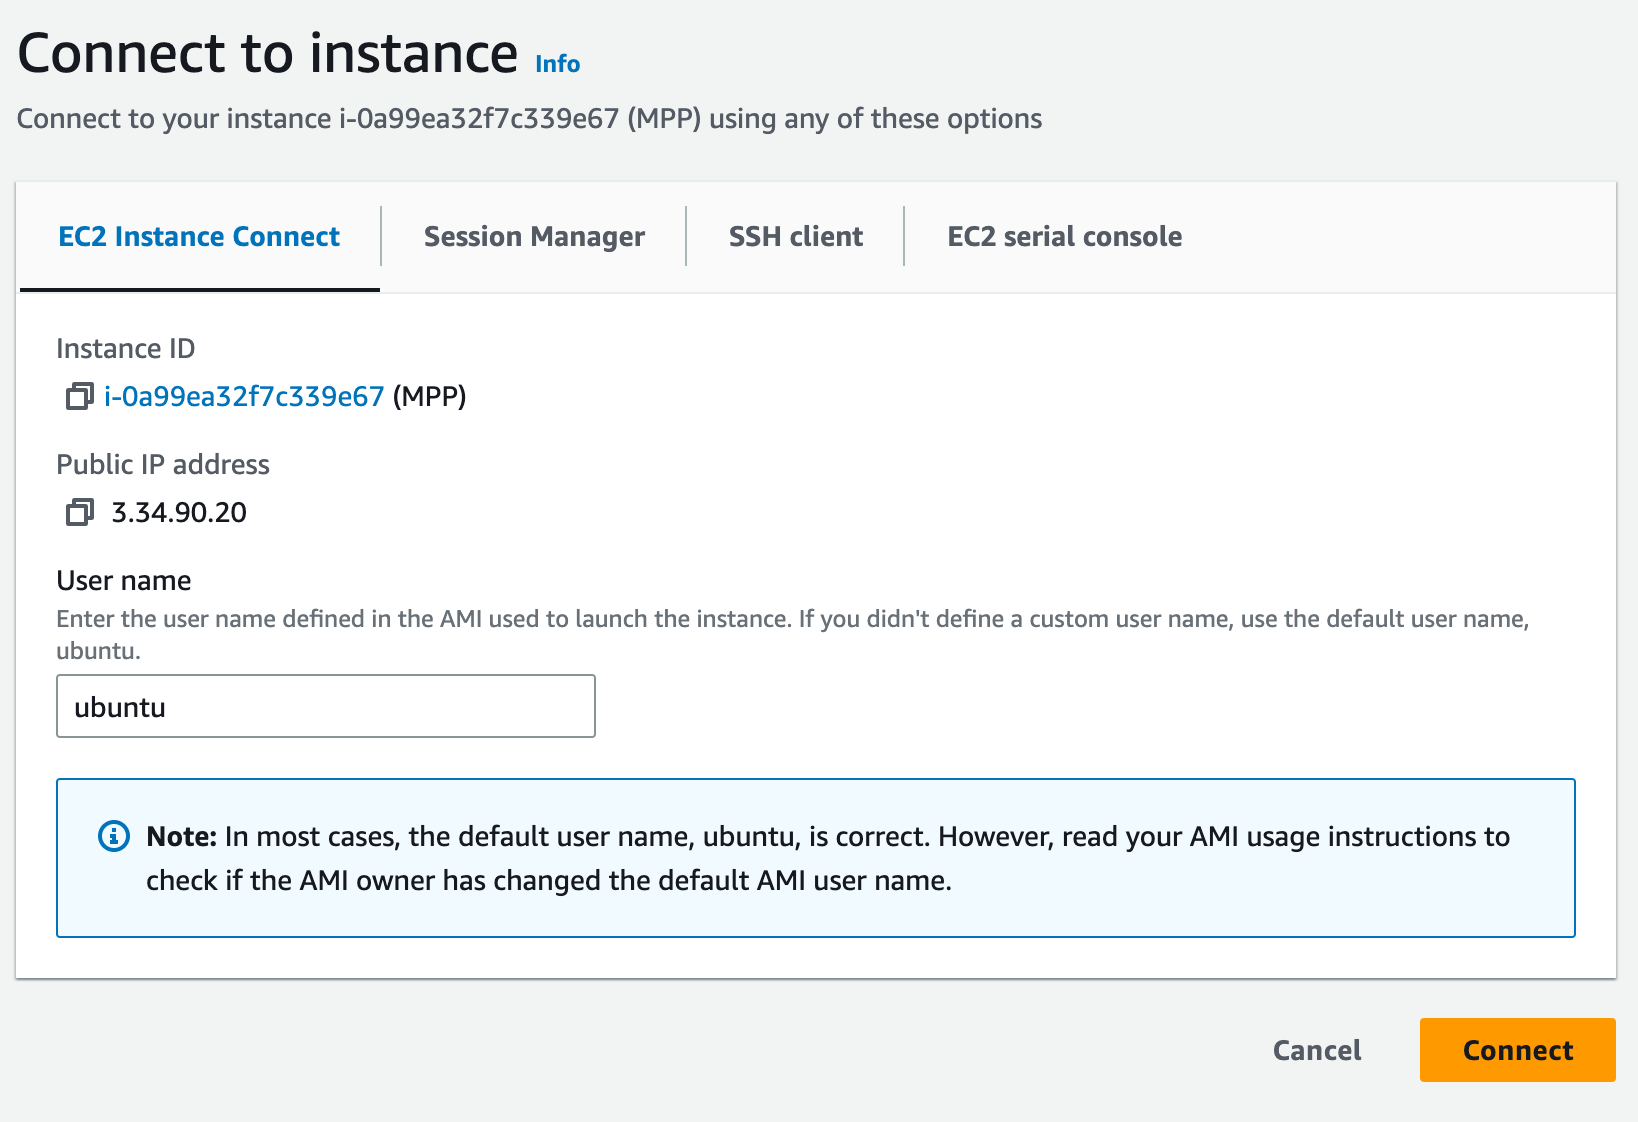 Connect to instance Info
Connect to your instance i-0a99ea32f7c339e67 (MPP) using any of these options
EC2 Instance Connect Session Manager SSH client EC2 serial console
Instance ID
i-0a99ea32f7c339e67 (MPP)
Public IP address
3.34.90.20
User name
Enter the user name defined in the AMI used to launch the instance. If you didn't define a custom user name, use the default user name,
ubuntu.
ubuntu
Note: In most cases, the default user name, ubuntu, is correct. However, read your AMI usage instructions to
check if the AMI owner has changed the default AMI user name.
Cancel Connect